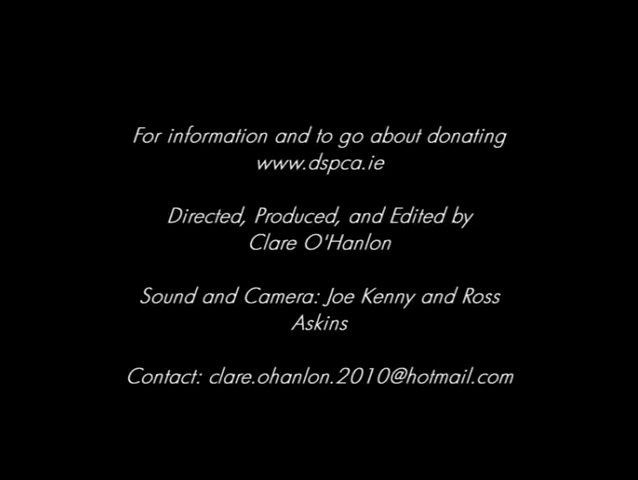 For information and to go about donating
www.dspca.ie
Directed, Produced, and Edited by
Clare O'Hanlon
Sound and Camera: Joe Kenny and Ross
Askins
Contact: clare.ohanlon.2010@hotmail.com